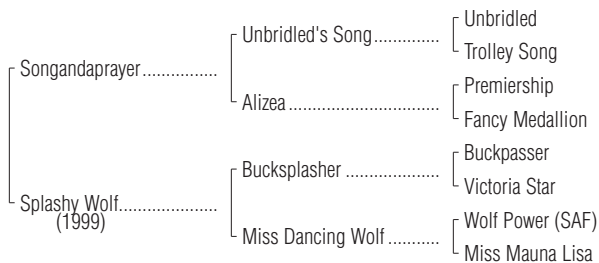 Unbridled
Unbridled's Song..............
Trolley Song
Songandaprayer................
Premiership
Alizea................................
Fancy Medallion
Buckpasser
Bucksplasher ....................
Victoria Star
Splashy Wolf.....................
(1999)
Wolf Power (SAF)
Miss Dancing Wolf ...........
Miss Mauna Lisa